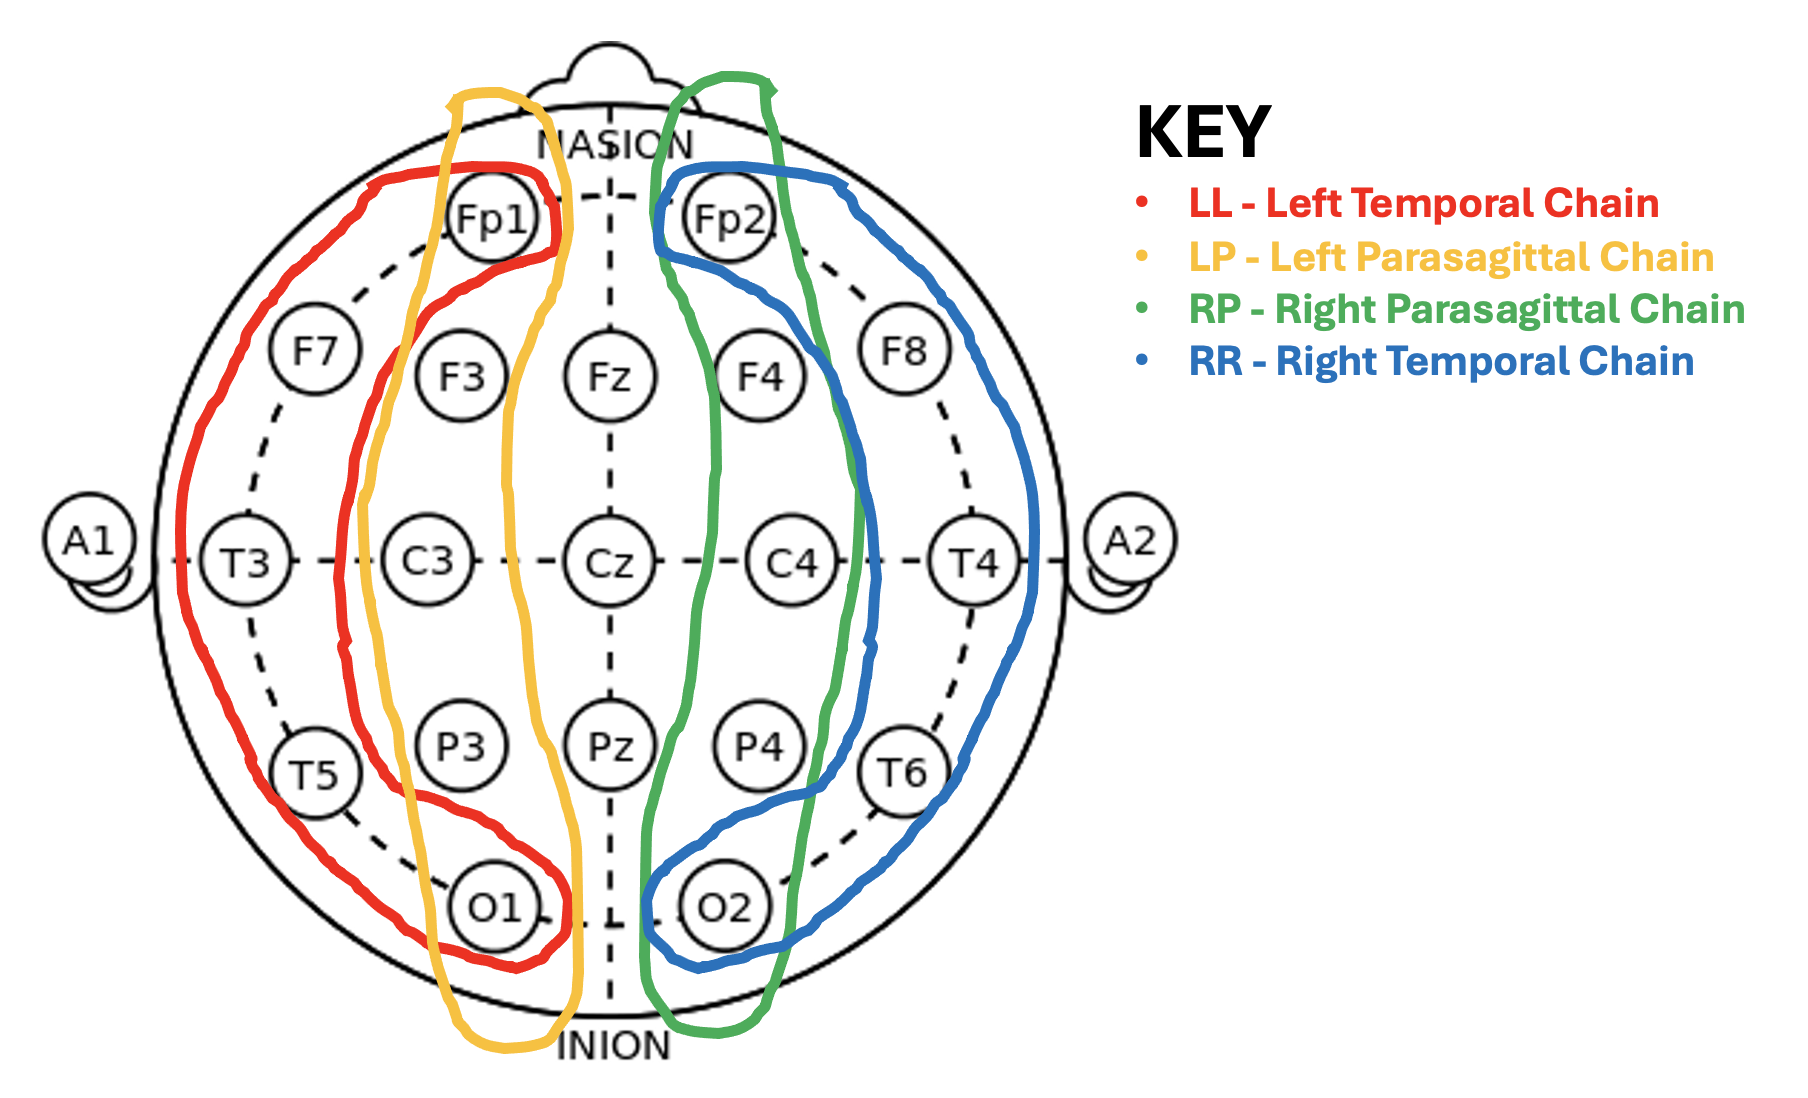 KEY
• LL - Left Temporal Chain
• LP - Left Parasagittal Chain
• RP - Right Parasagittal Chain
• RR - Right Temporal Chain
NASION
Fp1 Fp2
F7 F3 Fz F4 F8
A1 T3 C3 Cz C4 T4 A2
T5 P3 Pz P4 T6
O1 O2
INION